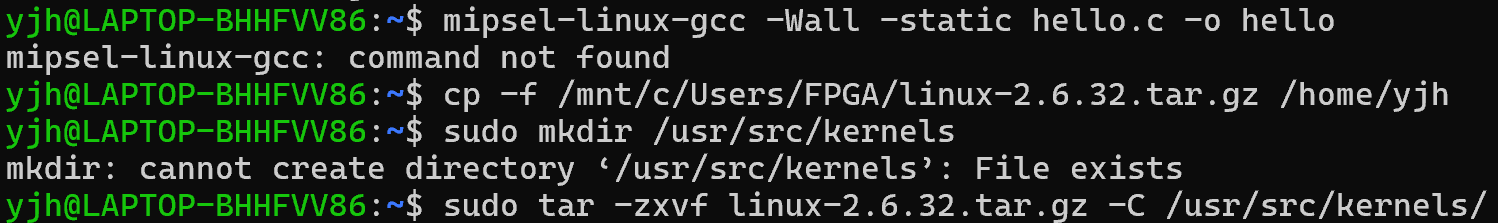 yjh@LAPTOP-BHHFVV86:~$ mipsel-linux-gcc -Wall -static hello.c -o hello
mipsel-linux-gcc: command not found
yjh@LAPTOP-BHHFVV86:~$ cp -f /mnt/c/Users/FPGA/linux-2.6.32.tar.gz /home/yjh
yjh@LAPTOP-BHHFVV86:~$ sudo mkdir /usr/src/kernels
mkdir: cannot create directory ‘/usr/src/kernels’: File exists
yjh@LAPTOP-BHHFVV86:~$ sudo tar -zxvf linux-2.6.32.tar.gz -C /usr/src/kernels/